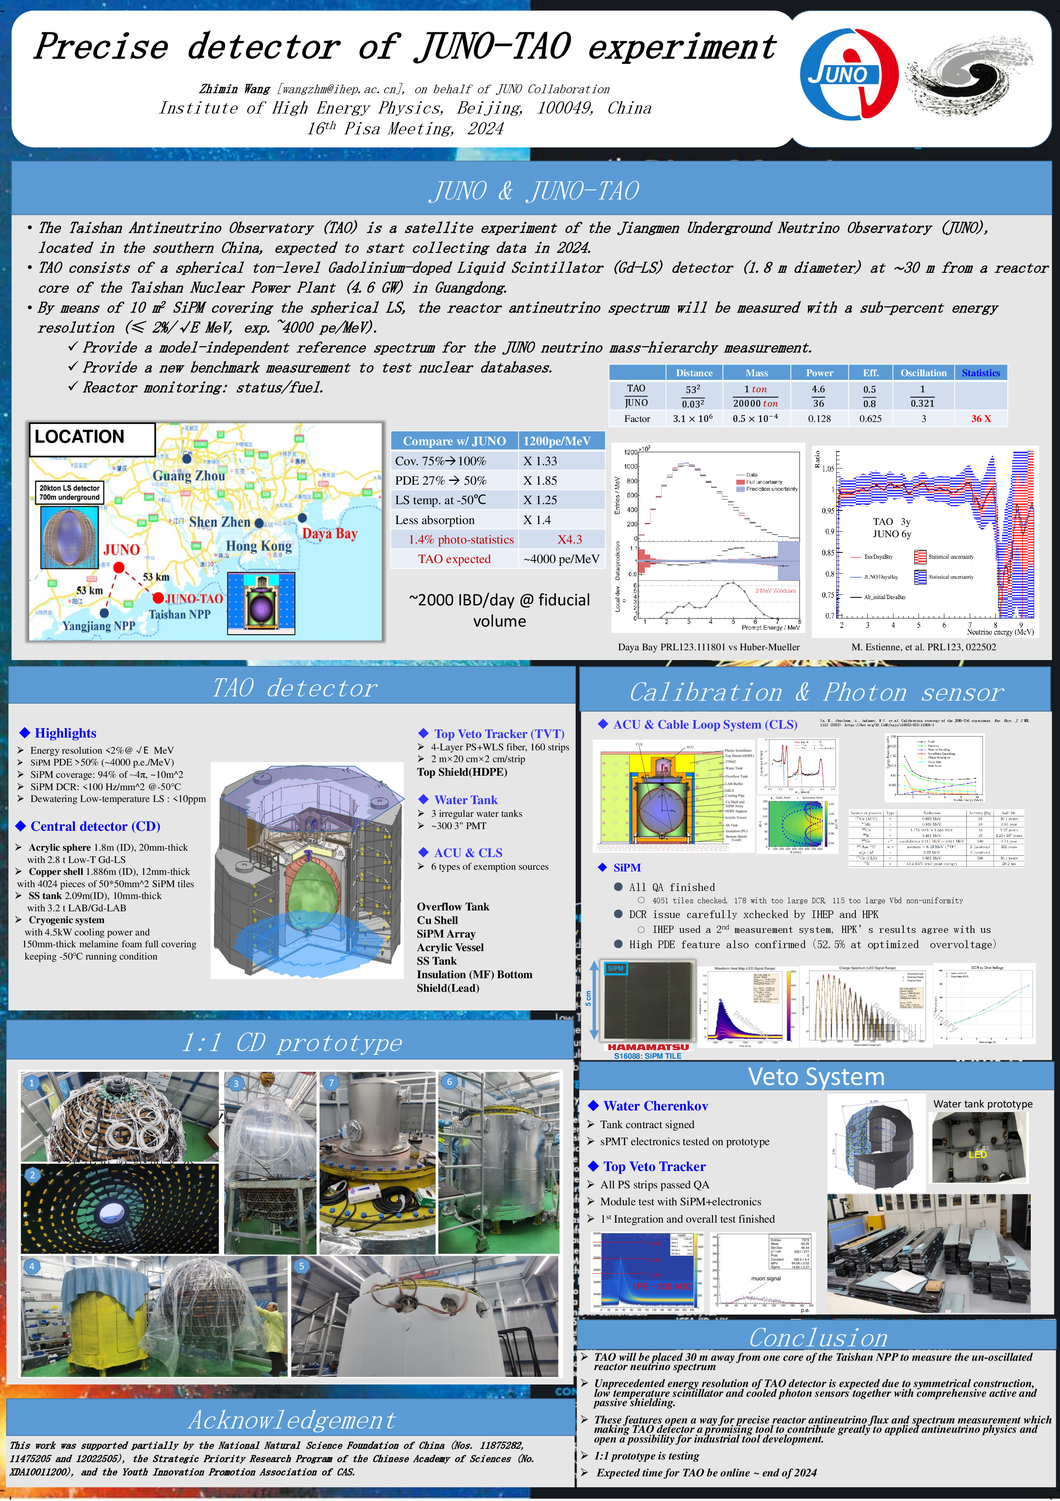 Precise detector of JUNO-TAO experiment
Zhimin Wang [wangzhm@ihep.ac.cn], on behalf of JUNO Collaboration
Institute of High Energy Physics, Beijing, 100049, China
16th Pisa Meeting, 2024
JUNO
JUNO & JUNO-TAO
• The Taishan Antineutrino Observatory (TAO) is a satellite experiment of the Jiangmen Underground Neutrino Observatory (JUNO),
located in the southern China, expected to start collecting data in 2024.
• TAO consists of a spherical ton-level Gadolinium-doped Liquid Scintillator (Gd-LS) detector (1.8 m diameter) at ~30 m from a reactor
core of the Taishan Nuclear Power Plant (4.6 GW) in Guangdong.
• By means of 10 m² SiPM covering the spherical LS, the reactor antineutrino spectrum will be measured with a sub-percent energy
resolution (≤ 2%/√E MeV, exp.~4000 pe/MeV).
✓ Provide a model-independent reference spectrum for the JUNO neutrino mass-hierarchy measurement.
✓ Provide a new benchmark measurement to test nuclear databases.
✓ Reactor monitoring: status/fuel.
Distance Mass Power Eff. Oscillation Statistics
TAO 53² 1 ton 4.6 0.5 1
JUNO 0.03² 20000 ton 36 0.8 0.321
Factor 3.1 × 10⁶ 0.5 × 10⁻⁴ 0.128 0.625 3 36 X
LOCATION
20kton LS detector
700m underground
Guang Zhou
Shen Zhen
Daya Bay
Hong Kong
JUNO
53 km
53 km
JUNO-TAO
Taishan NPP
Yangjiang NPP
Compare w/ JUNO 1200pe/MeV
Cov. 75%→100% X 1.33
PDE 27% → 50% X 1.85
LS temp. at -50℃ X 1.25
Less absorption X 1.4
1.4% photo-statistics X4.3
TAO expected ~4000 pe/MeV
~2000 IBD/day @ fiducial
volume
Entries / MeV
Data
Full uncertainty
Prediction uncertainty
Data/prediction
Local dev.
2 MeV Windows
Prompt Energy / MeV
Daya Bay PRL123.111801 vs Huber-Mueller
Ratio
TAO 3y
JUNO 6y
Tao/DayaBay
Statistical uncertainty
JUNO/DayaBay
Statistical uncertainty
Ab_initial/DayaBay
Neutrino energy (MeV)
M. Estienne, et al. PRL123, 022502
TAO detector
◆ Highlights
➢ Energy resolution <2%@ √E MeV
➢ SiPM PDE >50% (~4000 p.e./MeV)
➢ SiPM coverage: 94% of ~4π, ~10m^2
➢ SiPM DCR: <100 Hz/mm^2 @-50°C
➢ Dewatering Low-temperature LS : <10ppm
◆ Central detector (CD)
➢ Acrylic sphere 1.8m (ID), 20mm-thick
with 2.8 t Low-T Gd-LS
➢ Copper shell 1.886m (ID), 12mm-thick
with 4024 pieces of 50*50mm^2 SiPM tiles
➢ SS tank 2.09m(ID), 10mm-thick
with 3.2 t LAB/Gd-LAB
➢ Cryogenic system
with 4.5kW cooling power and
150mm-thick melamine foam full covering
keeping -50°C running condition
◆ Top Veto Tracker (TVT)
➢ 4-Layer PS+WLS fiber, 160 strips
➢ 2 m×20 cm×2 cm/strip
Top Shield(HDPE)
◆ Water Tank
➢ 3 irregular water tanks
➢ ~300 3" PMT
◆ ACU & CLS
➢ 6 types of exemption sources
Overflow Tank
Cu Shell
SiPM Array
Acrylic Vessel
SS Tank
Insulation (MF) Bottom
Shield(Lead)
Calibration & Photon sensor
◆ ACU & Cable Loop System (CLS)
◆ SiPM
● All QA finished
○ 4051 tiles checked, 178 with too large DCR, 115 too large Vbd non-uniformity
● DCR issue carefully xchecked by IHEP and HPK
○ IHEP used a 2nd measurement system, HPK's results agree with us
● High PDE feature also confirmed (52.5% at optimized overvoltage)
SiPM
5 cm
HAMAMATSU
S16088: SiPM TILE
1:1 CD prototype
1
3
7
6
2
4
5
Veto System
◆ Water Cherenkov
➢ Tank contract signed
➢ sPMT electronics tested on prototype
◆ Top Veto Tracker
➢ All PS strips passed QA
➢ Module test with SiPM+electronics
➢ 1st Integration and overall test finished
Water tank prototype
LED
muon signal
p.e.
Conclusion
➢ TAO will be placed 30 m away from one core of the Taishan NPP to measure the un-oscillated
reactor neutrino spectrum
➢ Unprecedented energy resolution of TAO detector is expected due to symmetrical construction,
low temperature scintillator and cooled photon sensors together with comprehensive active and
passive shielding.
➢ These features open a way for precise reactor antineutrino flux and spectrum measurement which
making TAO detector a promising tool to contribute greatly to applied antineutrino physics and
open a possibility for industrial tool development.
➢ 1:1 prototype is testing
➢ Expected time for TAO be online ~ end of 2024
Acknowledgement
This work was supported partially by the National Natural Science Foundation of China (Nos. 11875282,
11475205 and 12022505), the Strategic Priority Research Program of the Chinese Academy of Sciences (No.
XDA10011200), and the Youth Innovation Promotion Association of CAS.